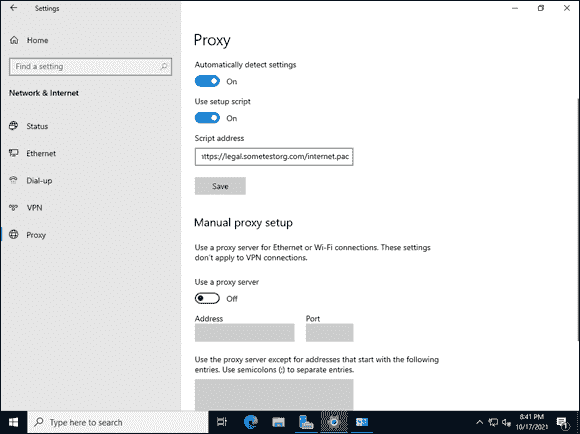 Settings
Home
Find a setting
Network & Internet
Status
Ethernet
Dial-up
VPN
Proxy
Proxy
Automatically detect settings
On
Use setup script
On
Script address
ttps://legal.sometestorg.com/internet.pac
Save
Manual proxy setup
Use a proxy server for Ethernet or Wi-Fi connections. These settings
don't apply to VPN connections.
Use a proxy server
Off
Address Port
Use the proxy server except for addresses that start with the following
entries. Use semicolons (;) to separate entries.
Type here to search
8:41 PM
10/17/2021
1